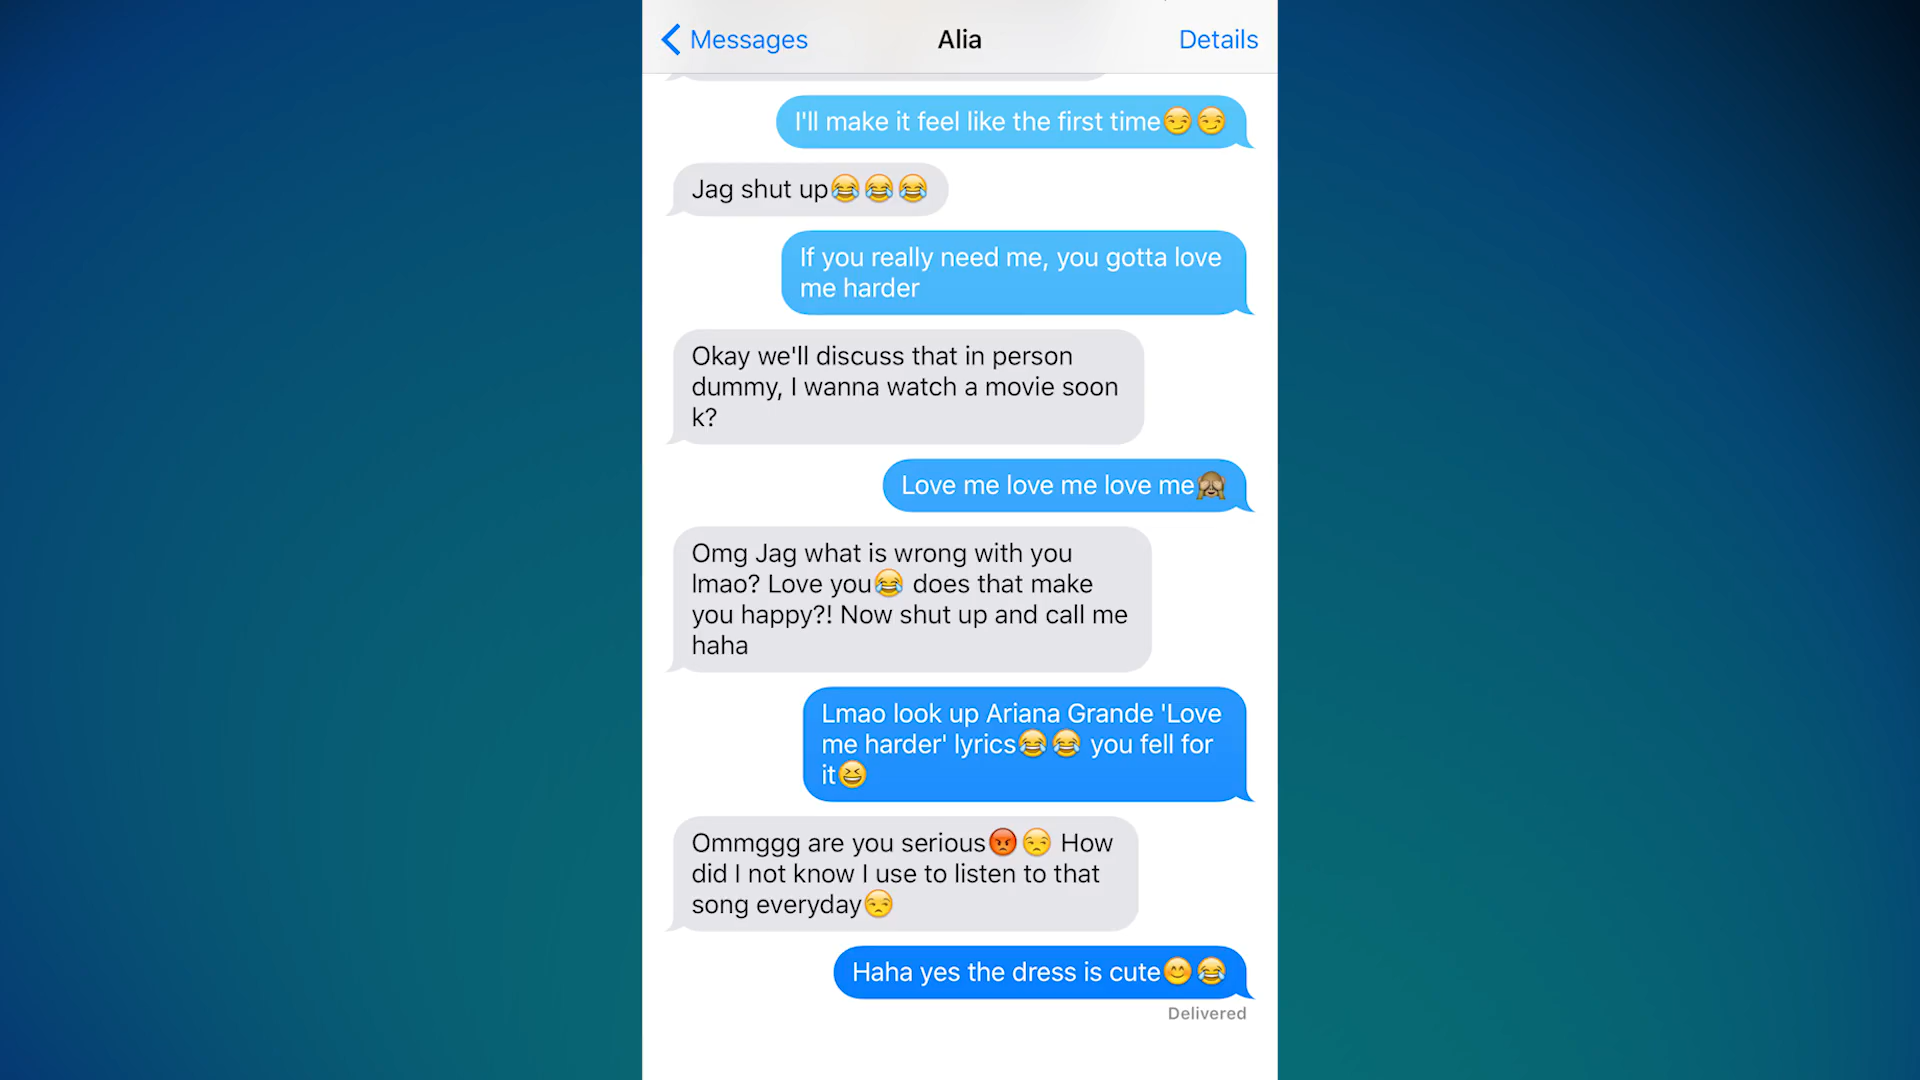 Messages
Alia
Details
I'll make it feel like the first time😏😏
Jag shut up😂😂😂
If you really need me, you gotta love
me harder
Okay we'll discuss that in person
dummy, I wanna watch a movie soon
k?
Love me love me love me🙈
Omg Jag what is wrong with you
lmao? Love you😂 does that make
you happy?! Now shut up and call me
haha
Lmao look up Ariana Grande 'Love
me harder' lyrics😂😂 you fell for
it😆
Ommggg are you serious😡😒 How
did I not know I use to listen to that
song everyday😒
Haha yes the dress is cute😊😂
Delivered